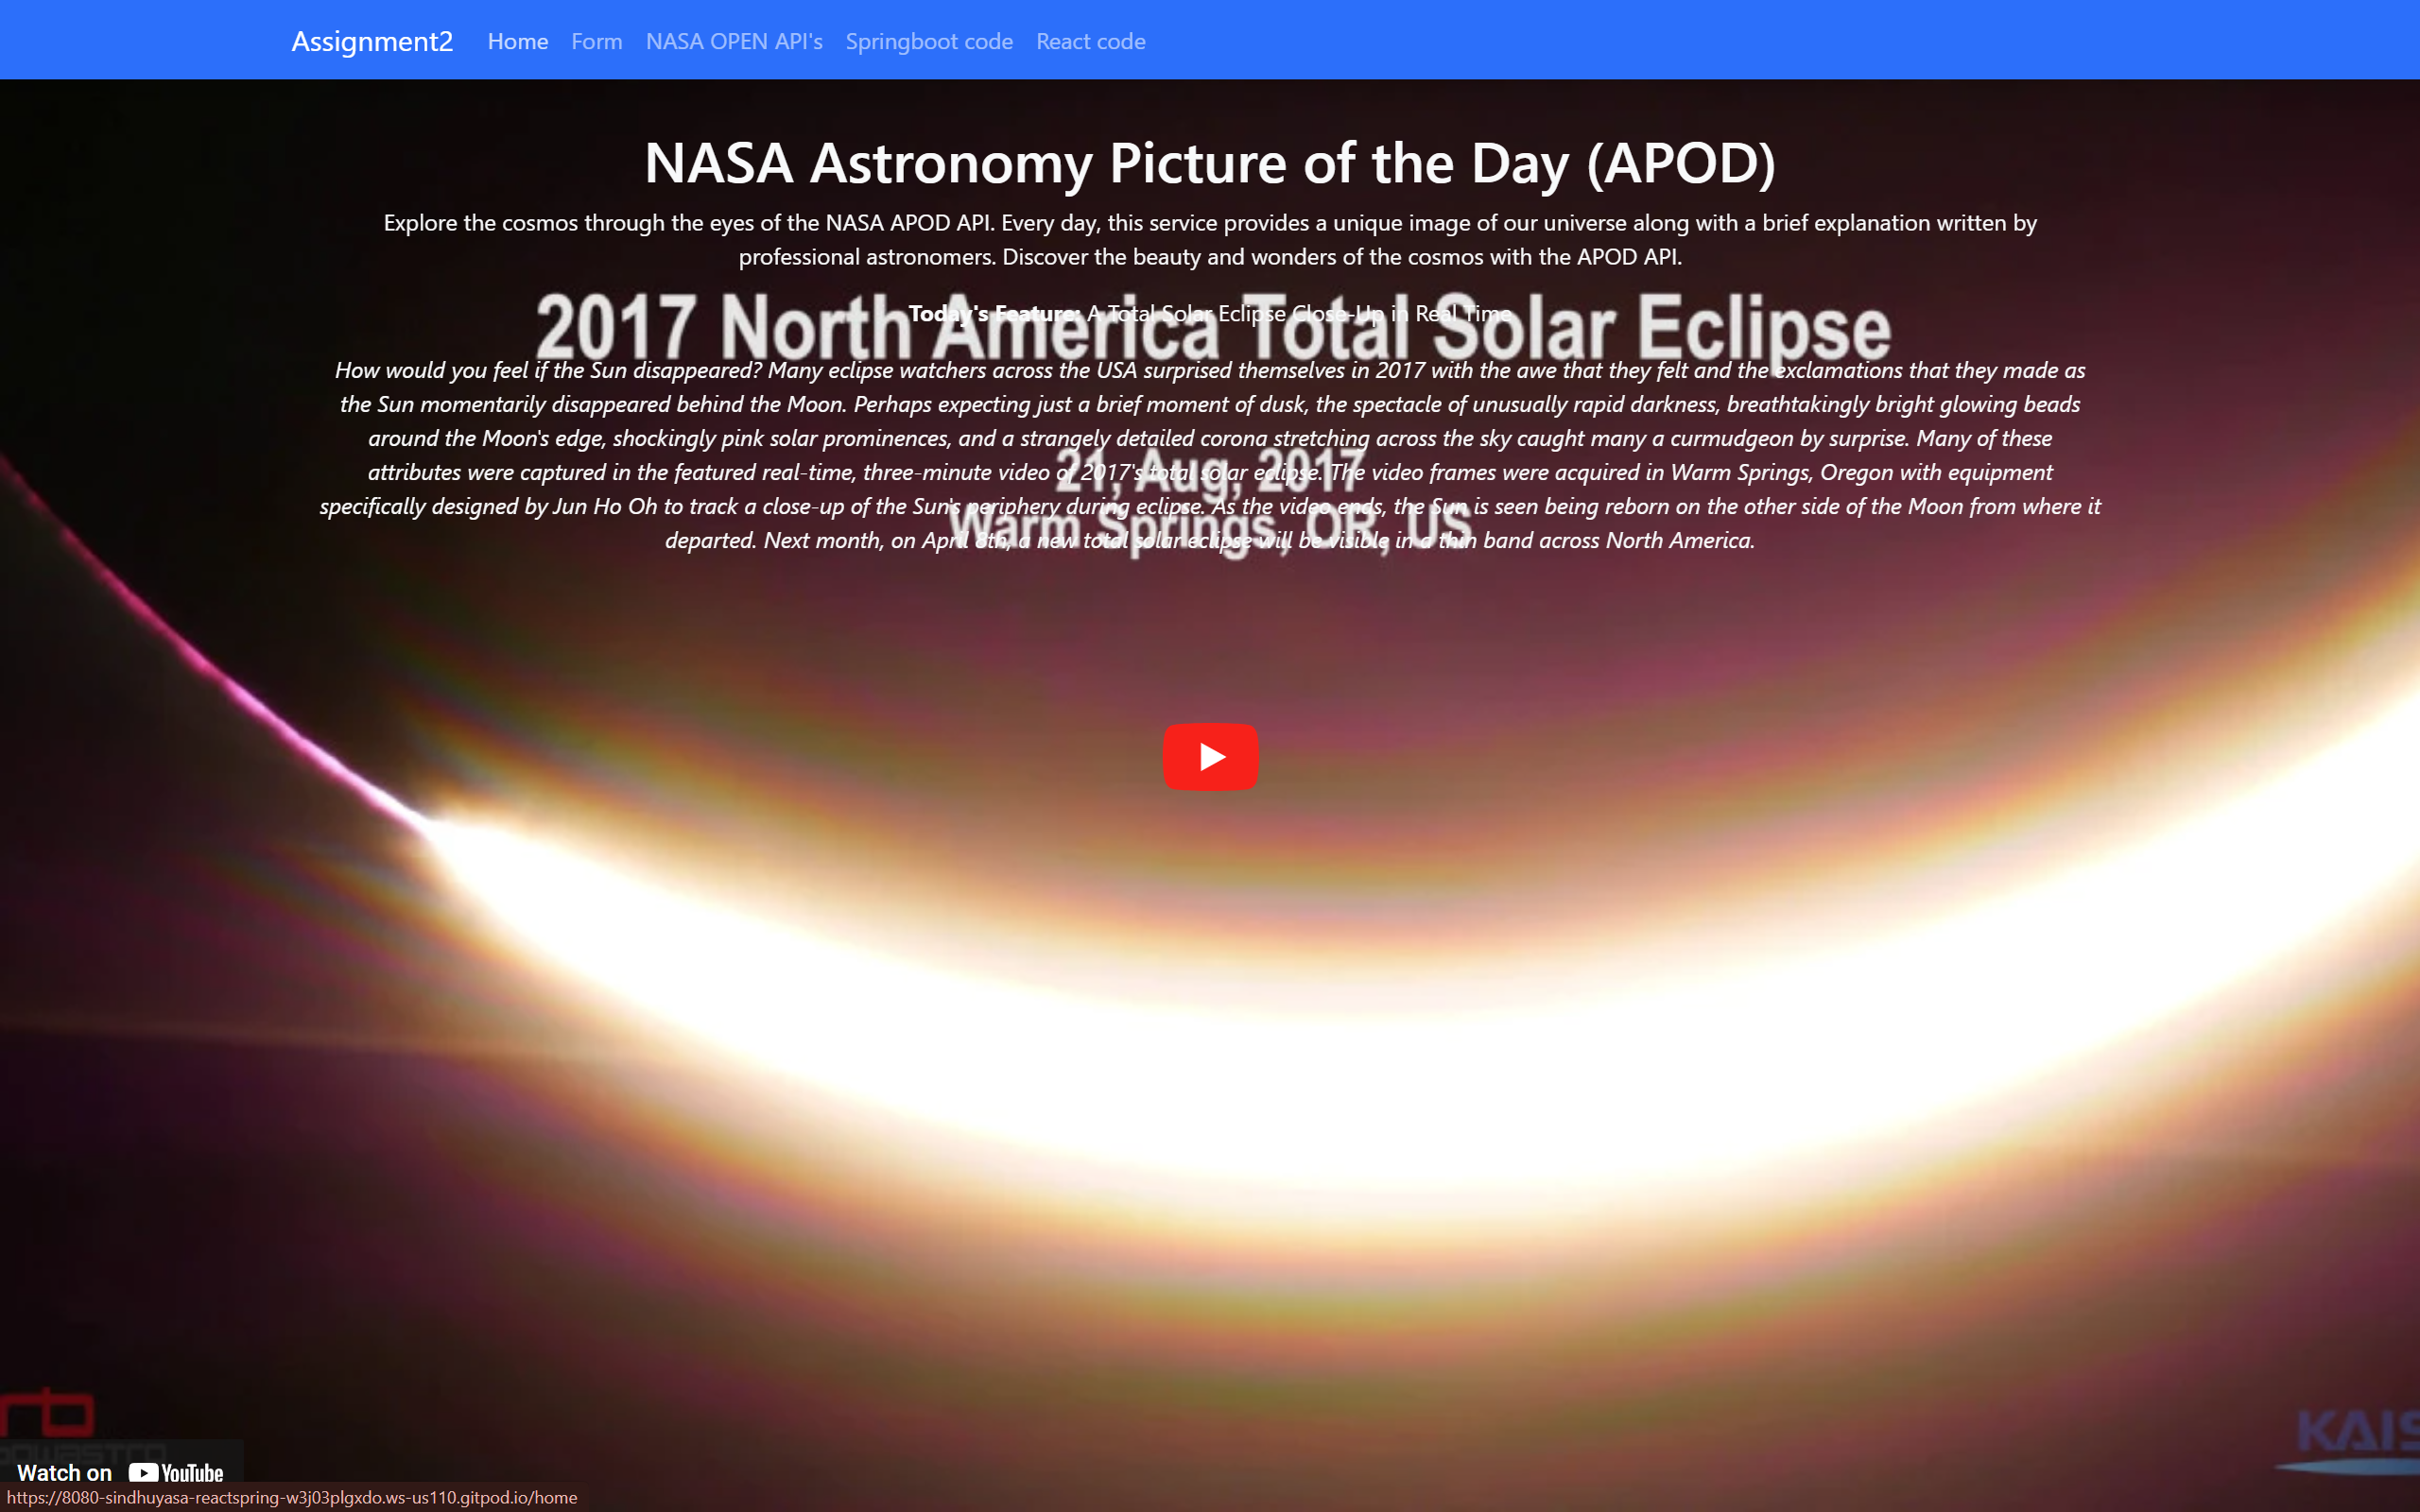 Assignment2 Home Form NASA OPEN API's Springboot code React code
NASA Astronomy Picture of the Day (APOD)
Explore the cosmos through the eyes of the NASA APOD API. Every day, this service provides a unique image of our universe along with a brief explanation written by
professional astronomers. Discover the beauty and wonders of the cosmos with the APOD API.
2017 North America Total Solar Eclipse
Today's Feature: A Total Solar Eclipse Close-Up in Real Time
How would you feel if the Sun disappeared? Many eclipse watchers across the USA surprised themselves in 2017 with the awe that they felt and the exclamations that they made as
the Sun momentarily disappeared behind the Moon. Perhaps expecting just a brief moment of dusk, the spectacle of unusually rapid darkness, breathtakingly bright glowing beads
around the Moon's edge, shockingly pink solar prominences, and a strangely detailed corona stretching across the sky caught many a curmudgeon by surprise. Many of these
attributes were captured in the featured real-time, three-minute video of 2017's total solar eclipse. The video frames were acquired in Warm Springs, Oregon with equipment
21, Aug, 2017
specifically designed by Jun Ho Oh to track a close-up of the Sun's periphery during eclipse. As the video ends, the Sun is seen being reborn on the other side of the Moon from where it
Warm Springs, OR, US
departed. Next month, on April 8th, a new total solar eclipse will be visible in a thin band across North America.
rb
KAIS
Watch on YouTube
https://8080-sindhuyasa-reactspring-w3j03plgxdo.ws-us110.gitpod.io/home